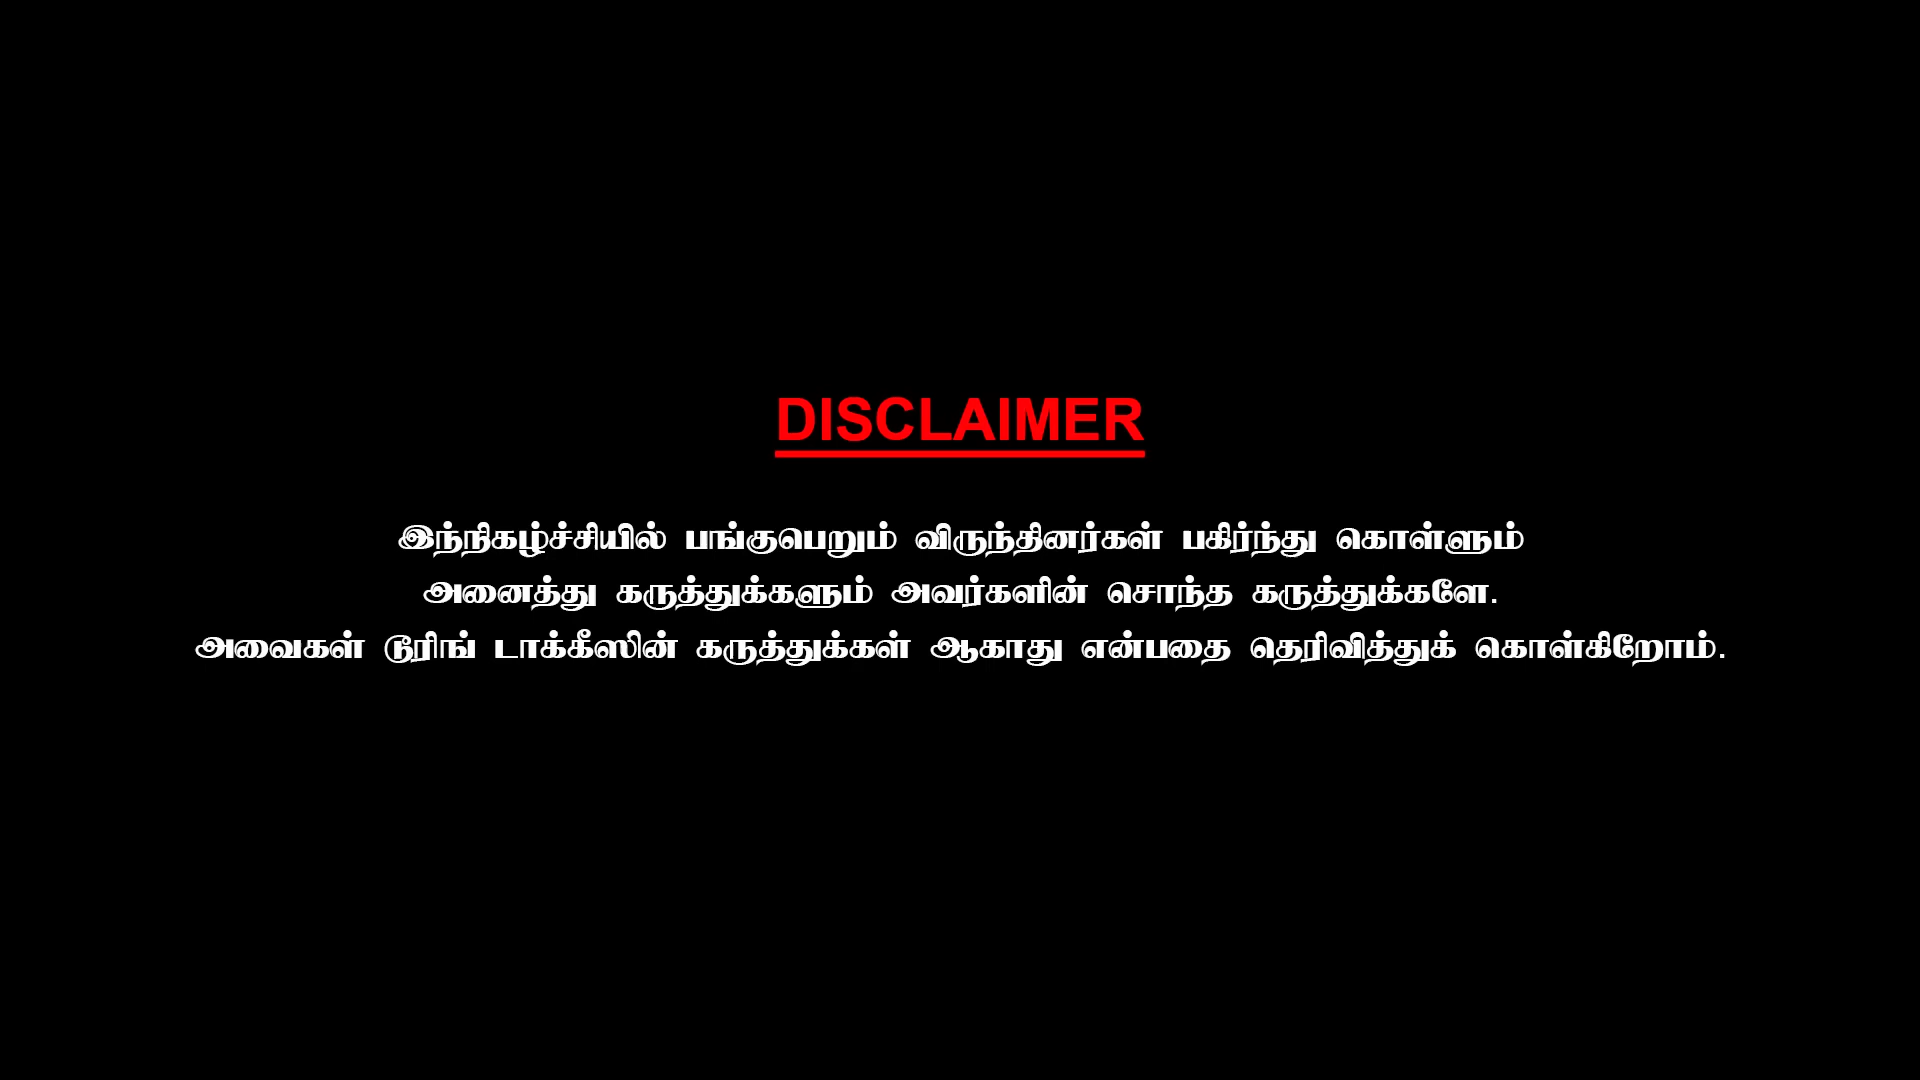 DISCLAIMER
இந்நிகழ்ச்சியில் பங்குபெறும் விருந்தினர்கள் பகிர்ந்து கொள்ளும்
அனைத்து கருத்துக்களும் அவர்களின் சொந்த கருத்துக்களே.
அவைகள் டூரிங் டாக்கீஸின் கருத்துக்கள் ஆகாது என்பதை தெரிவித்துக் கொள்கிறோம்.